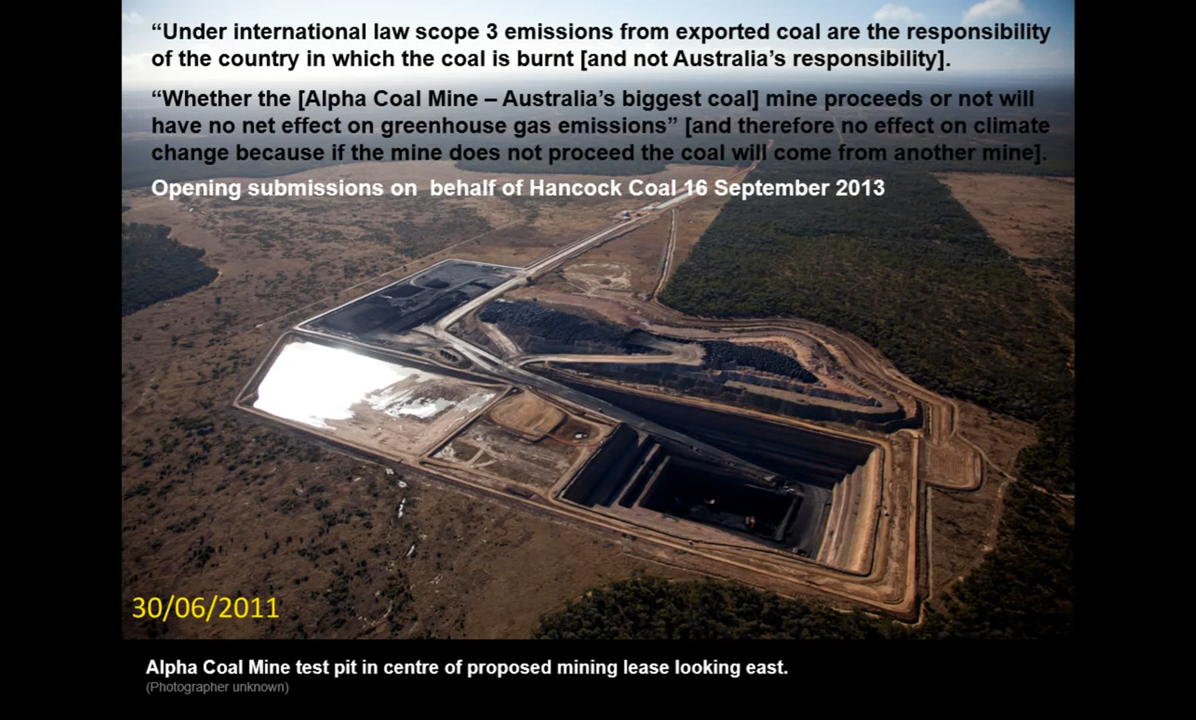 “Under international law scope 3 emissions from exported coal are the responsibility
of the country in which the coal is burnt [and not Australia’s responsibility].
“Whether the [Alpha Coal Mine – Australia’s biggest coal] mine proceeds or not will
have no net effect on greenhouse gas emissions” [and therefore no effect on climate
change because if the mine does not proceed the coal will come from another mine].
Opening submissions on  behalf of Hancock Coal 16 September 2013
30/06/2011
Alpha Coal Mine test pit in centre of proposed mining lease looking east.
(Photographer unknown)